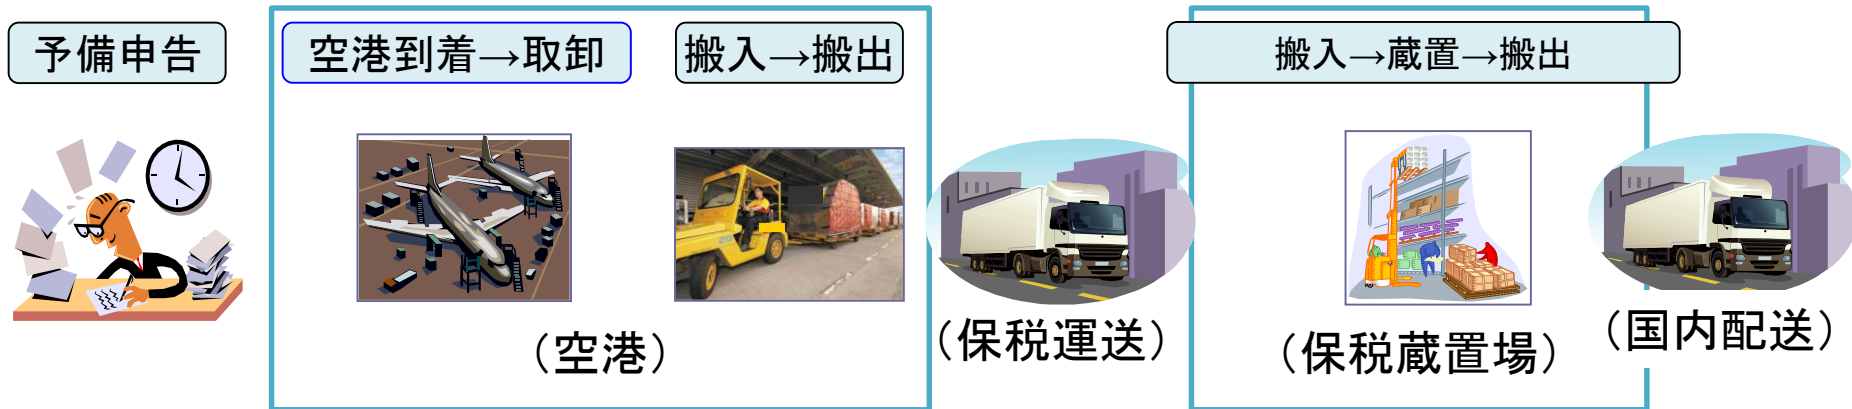 予備申告
空港到着→取卸
搬入→搬出
搬入→蔵置→搬出
（空港）
（保税運送）
（保税蔵置場）
（国内配送）